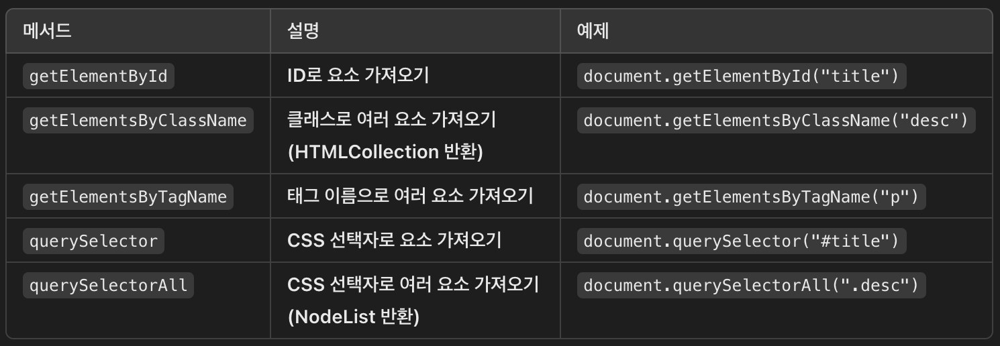 메서드 설명 예제
getElementById ID로 요소 가져오기 document.getElementById("title")
getElementsByClassName 클래스로 여러 요소 가져오기 document.getElementsByClassName("desc")
(HTMLCollection 반환)
getElementsByTagName 태그 이름으로 여러 요소 가져오기 document.getElementsByTagName("p")
querySelector CSS 선택자로 요소 가져오기 document.querySelector("#title")
querySelectorAll CSS 선택자로 여러 요소 가져오기 document.querySelectorAll(".desc")
(NodeList 반환)